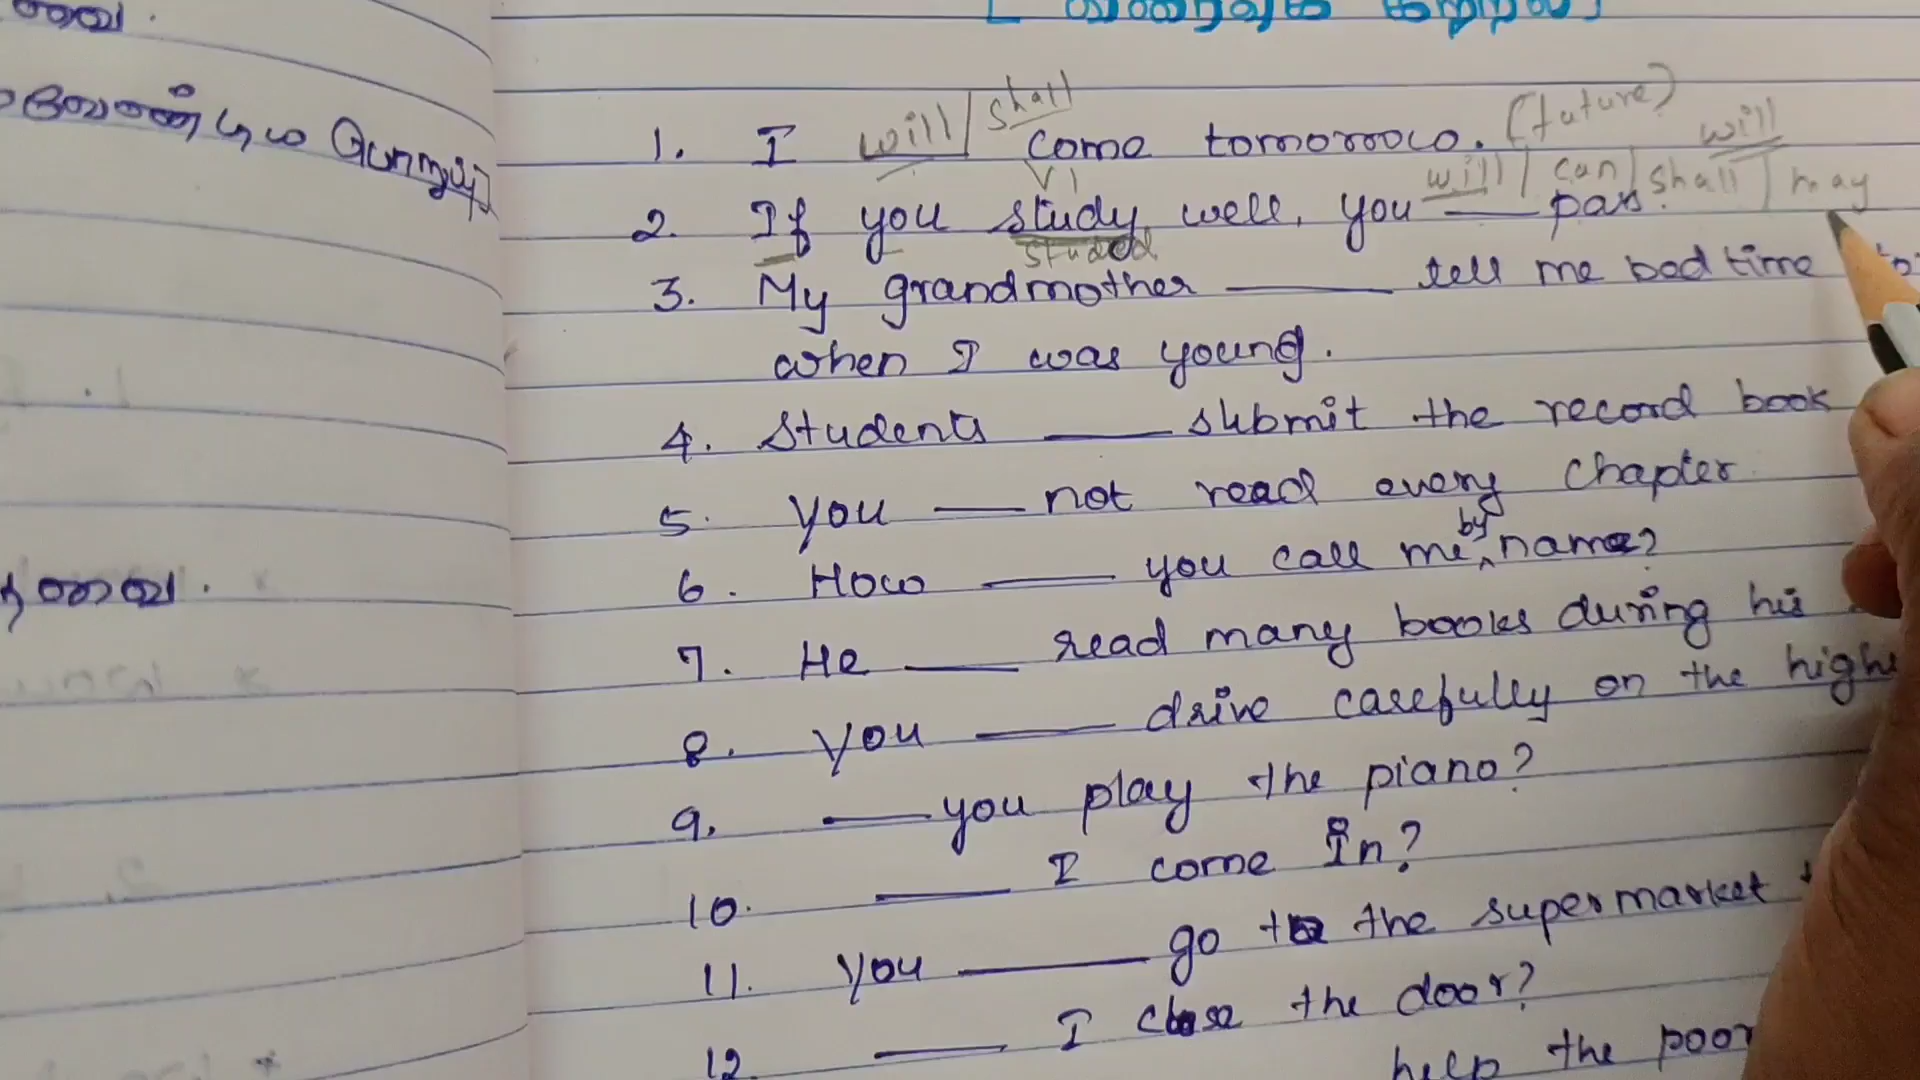 வேண்டிய பொறுப்பு
[ விரைவுக் கற்றல் ]
1. I will / shall come tomorrow. (future)
will
V1
will / can / shall / may
2. If you study well, you ___ pass.
studed
3. My grandmother ___ tell me bed time
when I was young.
4. Students ___ submit the record book
5. You ___ not read every chapter
6. How ___ you call me by name?
7. He ___ read many books during his
8. You ___ drive carefully on the high
9. ___ you play the piano?
10. ___ I come In?
11. You ___ go to the supermarket
12. ___ I close the door?
help the poor